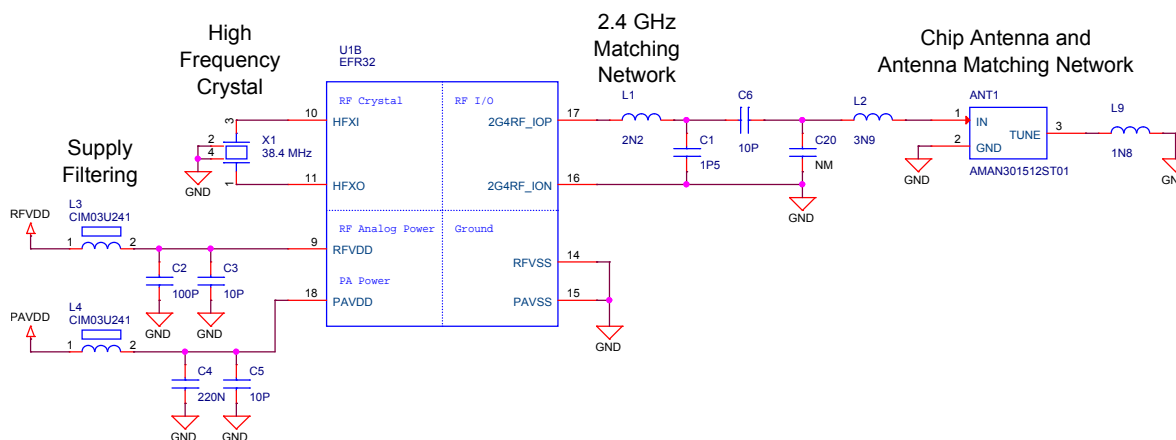 High
Frequency
Crystal
2.4 GHz
Matching
Network
Chip Antenna and
Antenna Matching Network
Supply
Filtering
U1B
EFR32
RF Crystal
RF I/O
10
HFXI
11
HFXO
3
2
4
1
X1
38.4 MHz
GND
2G4RF_IOP
17
2G4RF_ION
16
L1
2N2
C1
1P5
C6
10P
C20
NM
GND
L2
3N9
ANT1
1
IN
2
GND
TUNE
3
AMAN301512ST01
GND
L9
1N8
GND
RFVDD
L3
CIM03U241
1
2
C2
100P
C3
10P
GND
GND
9
RFVDD
RF Analog Power
Ground
PA Power
18
PAVDD
RFVSS
14
PAVSS
15
GND
PAVDD
L4
CIM03U241
1
2
C4
220N
C5
10P
GND
GND